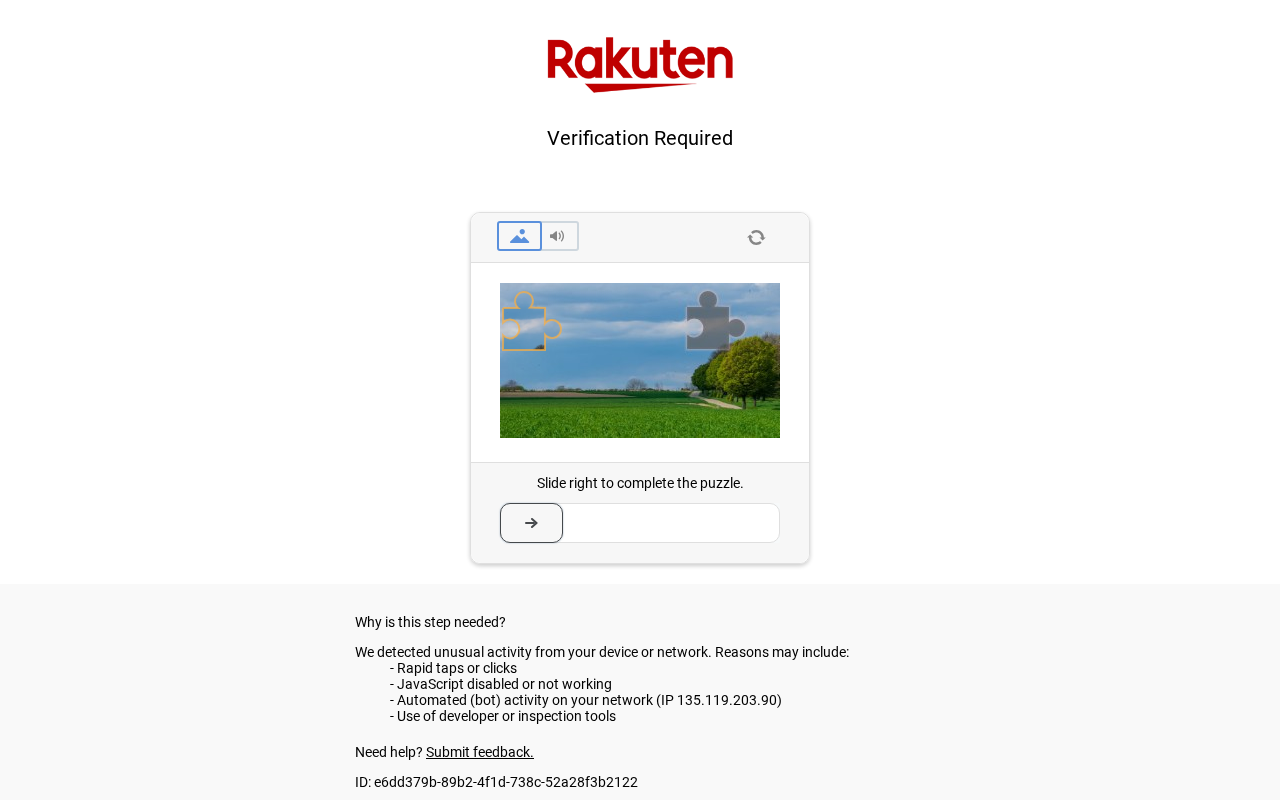 Rakuten
Verification Required
Slide right to complete the puzzle.
Why is this step needed?
We detected unusual activity from your device or network. Reasons may include:
- Rapid taps or clicks
- JavaScript disabled or not working
- Automated (bot) activity on your network (IP 135.119.203.90)
- Use of developer or inspection tools
Need help? Submit feedback.
ID: e6dd379b-89b2-4f1d-738c-52a28f3b2122